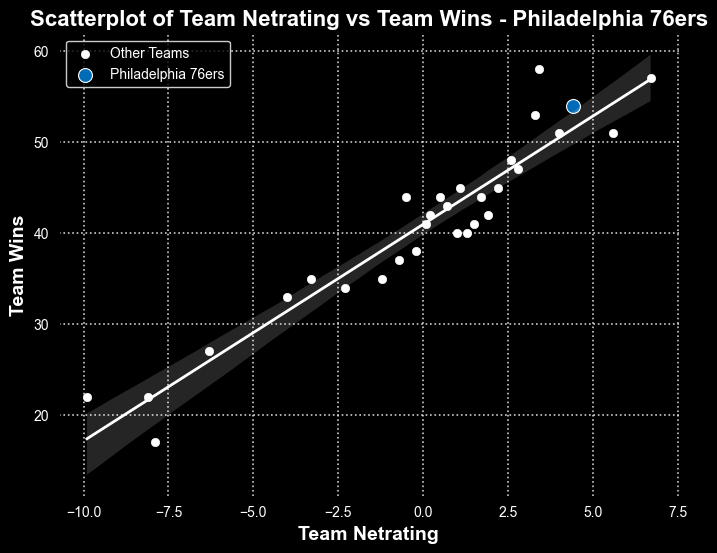 Scatterplot of Team Netrating vs Team Wins - Philadelphia 76ers
Other Teams
Philadelphia 76ers
Team Wins
60
50
40
30
20
−10.0 −7.5 −5.0 −2.5 0.0 2.5 5.0 7.5
Team Netrating